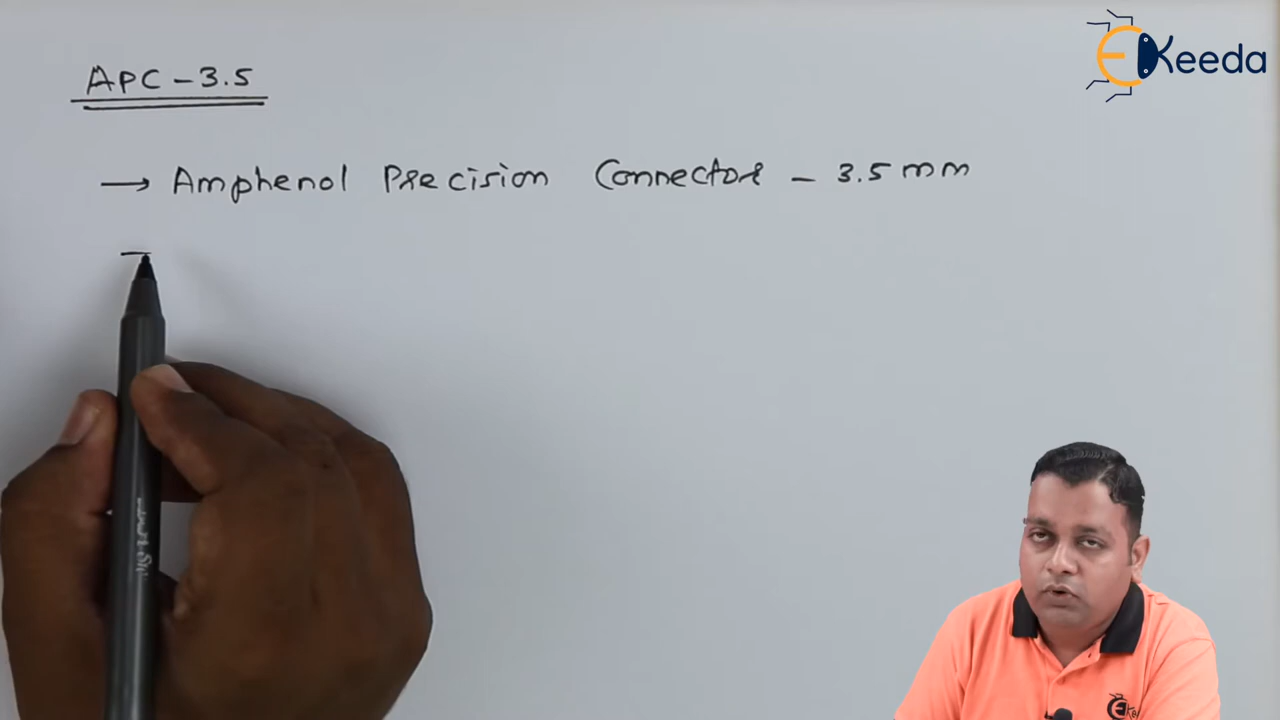 APC - 3.5
EKeeda
→ Amphenol Precision Connector - 3.5 mm